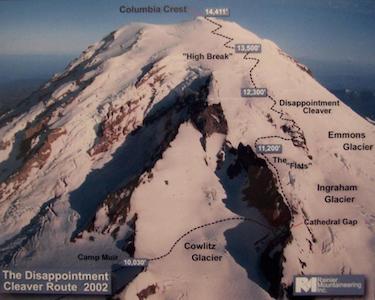 Columbia Crest
14,411'
13,500'
"High Break"
12,300'
Disappointment
Cleaver
Emmons
Glacier
11,200'
The "Flats"
Ingraham
Glacier
Cathedral Gap
Cowlitz
Glacier
Camp Muir
10,030'
The Disappointment
Cleaver Route 2002
RM
Rainier
Mountaineering